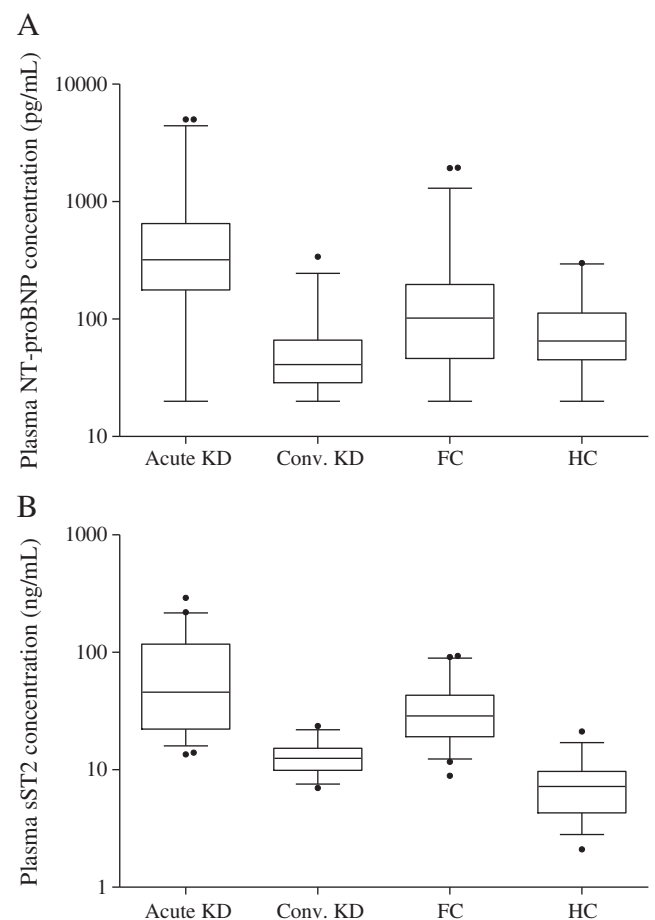 A
Plasma NT-proBNP concentration (pg/mL)
10000
1000
100
10
Acute KD Conv. KD FC HC
B
Plasma sST2 concentration (ng/mL)
1000
100
10
1
Acute KD Conv. KD FC HC